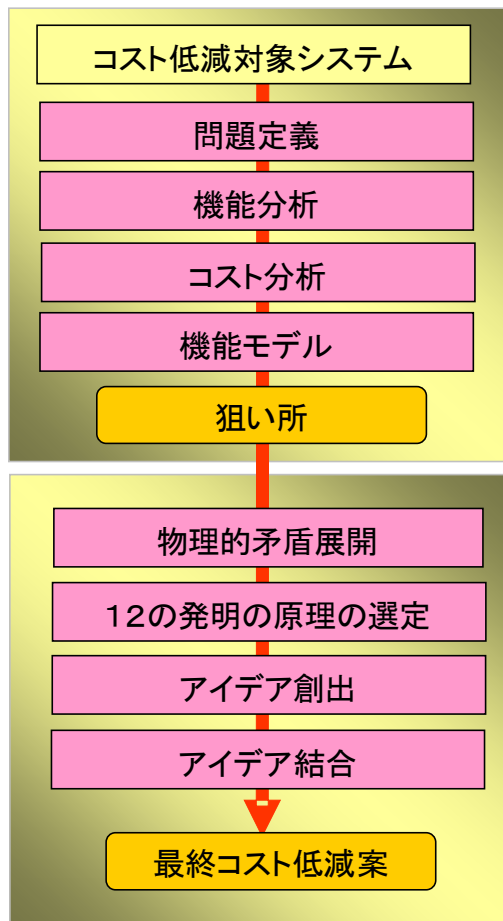 コスト低減対象システム
問題定義
機能分析
コスト分析
機能モデル
狙い所
物理的矛盾展開
１２の発明の原理の選定
アイデア創出
アイデア結合
最終コスト低減案